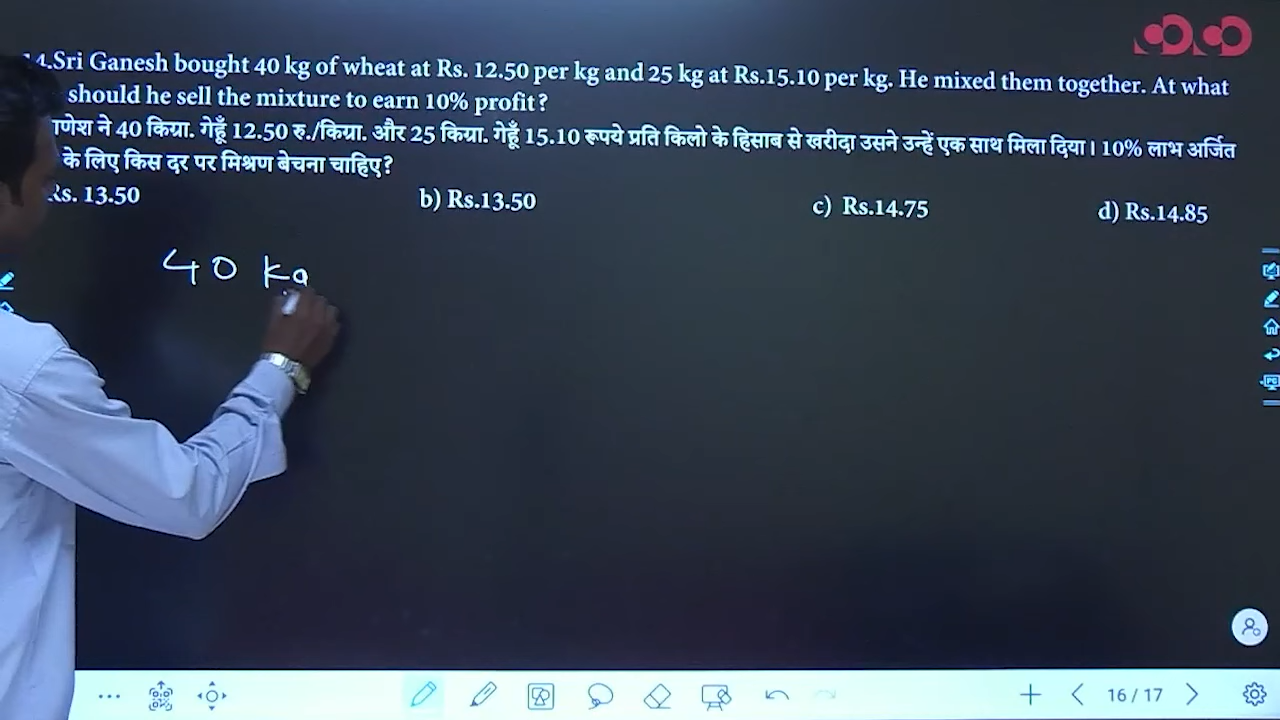 4.Sri Ganesh bought 40 kg of wheat at Rs. 12.50 per kg and 25 kg at Rs.15.10 per kg. He mixed them together. At what
should he sell the mixture to earn 10% profit?
गणेश ने 40 किग्रा. गेहूँ 12.50 रु./किग्रा. और 25 किग्रा. गेहूँ 15.10 रूपये प्रति किलो के हिसाब से खरीदा उसने उन्हें एक साथ मिला दिया। 10% लाभ अर्जित
के लिए किस दर पर मिश्रण बेचना चाहिए?
Rs. 13.50 b) Rs.13.50 c) Rs.14.75 d) Rs.14.85
40 kg
16 / 17